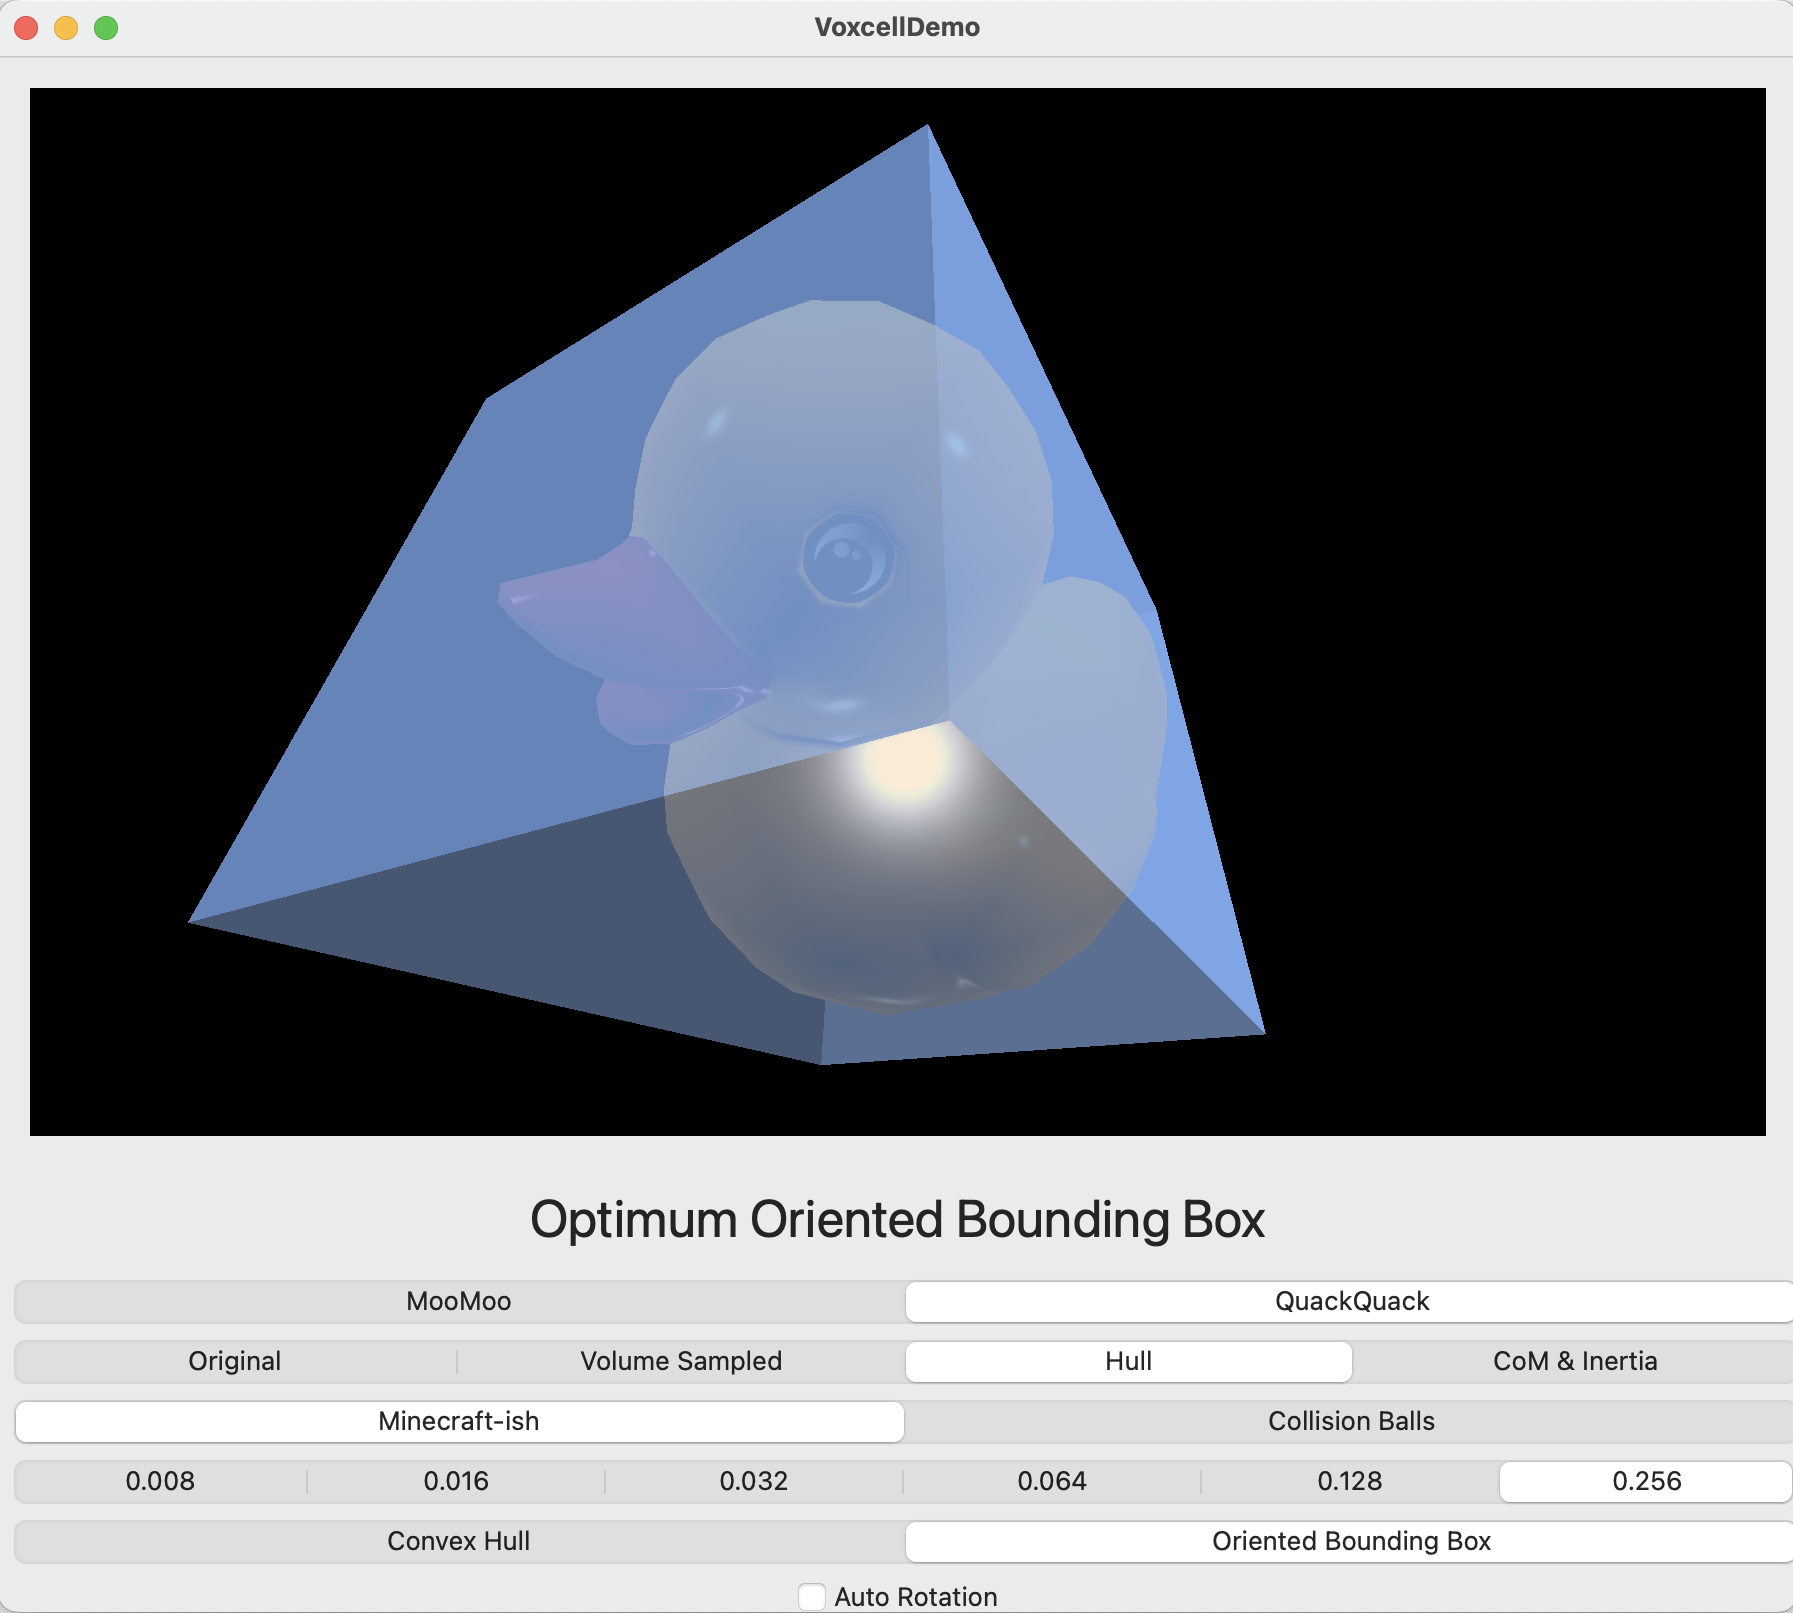 VoxcellDemo
Optimum Oriented Bounding Box
MooMoo QuackQuack
Original Volume Sampled Hull CoM & Inertia
Minecraft-ish Collision Balls
0.008 0.016 0.032 0.064 0.128 0.256
Convex Hull Oriented Bounding Box
Auto Rotation